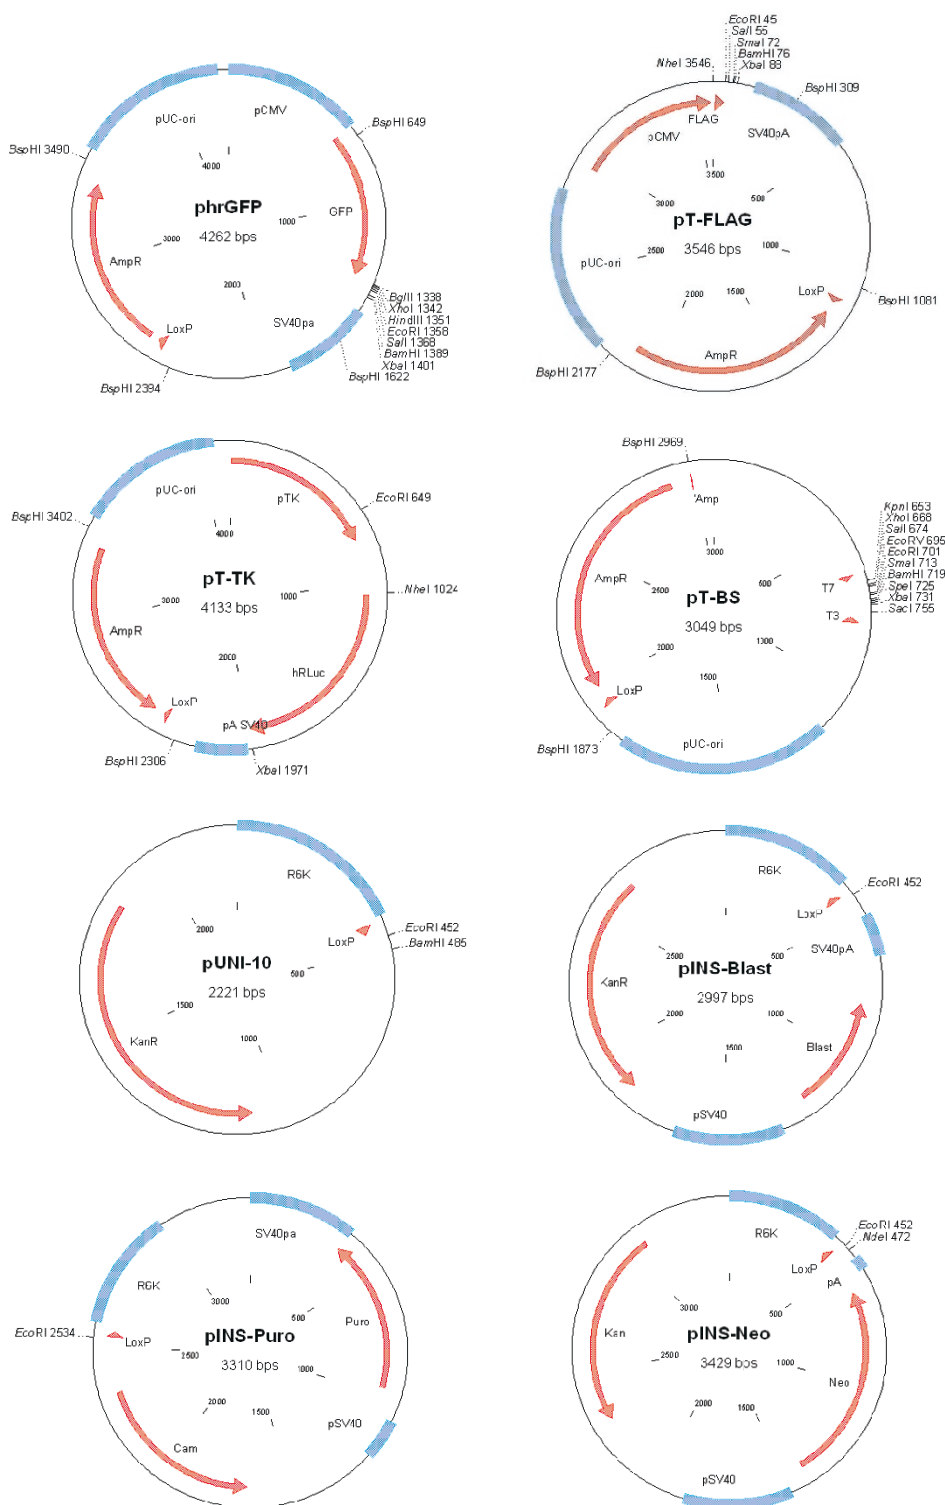 pUC-ori
pCMV
BspHI 649
BspHI 3490
4000
phrGFP
4262 bps
1000
GFP
3000
AmpR
2000
BglII 1338
XhoI 1342
HindIII 1351
EcoRI 1358
SalI 1368
BamHI 1389
XbaI 1401
SV40pa
LoxP
BspHI 1622
BspHI 2394
EcoRI 45
SalI 55
SmaI 72
BamHI 76
XbaI 88
NheI 3546
BspHI 309
FLAG
pCMV
SV40pA
3500
3000
500
pT-FLAG
3546 bps
pUC-ori
2500
1000
2000
1500
LoxP
BspHI 1081
AmpR
BspHI 2177
pTK
pUC-ori
EcoRI 649
BspHI 3402
4000
pT-TK
4133 bps
1000
NheI 1024
3000
AmpR
2000
hRLuc
LoxP
pA SV40
BspHI 2306
XbaI 1971
BspHI 2969
Amp
3000
KpnI 653
XhoI 668
SalI 674
EcoRV 695
EcoRI 701
SmaI 713
BamHI 719
SpeI 725
XbaI 731
SacI 755
AmpR
2500
500
T7
pT-BS
3049 bps
T3
2000
1000
1500
LoxP
BspHI 1873
pUC-ori
R6K
2000
LoxP
EcoRI 452
BamHI 485
pUNI-10
2221 bps
500
1500
KanR
1000
R6K
EcoRI 452
LoxP
2500
500
SV40pA
KanR
pINS-Blast
2997 bps
2000
1000
1500
Blast
pSV40
SV40pa
R6K
3000
500
EcoRI 2534
LoxP
pINS-Puro
3310 bps
Puro
2500
1000
2000
1500
pSV40
Cam
R6K
EcoRI 452
NdeI 472
LoxP
pA
3000
500
Kan
pINS-Neo
3429 bps
2500
1000
Neo
2000
1500
pSV40